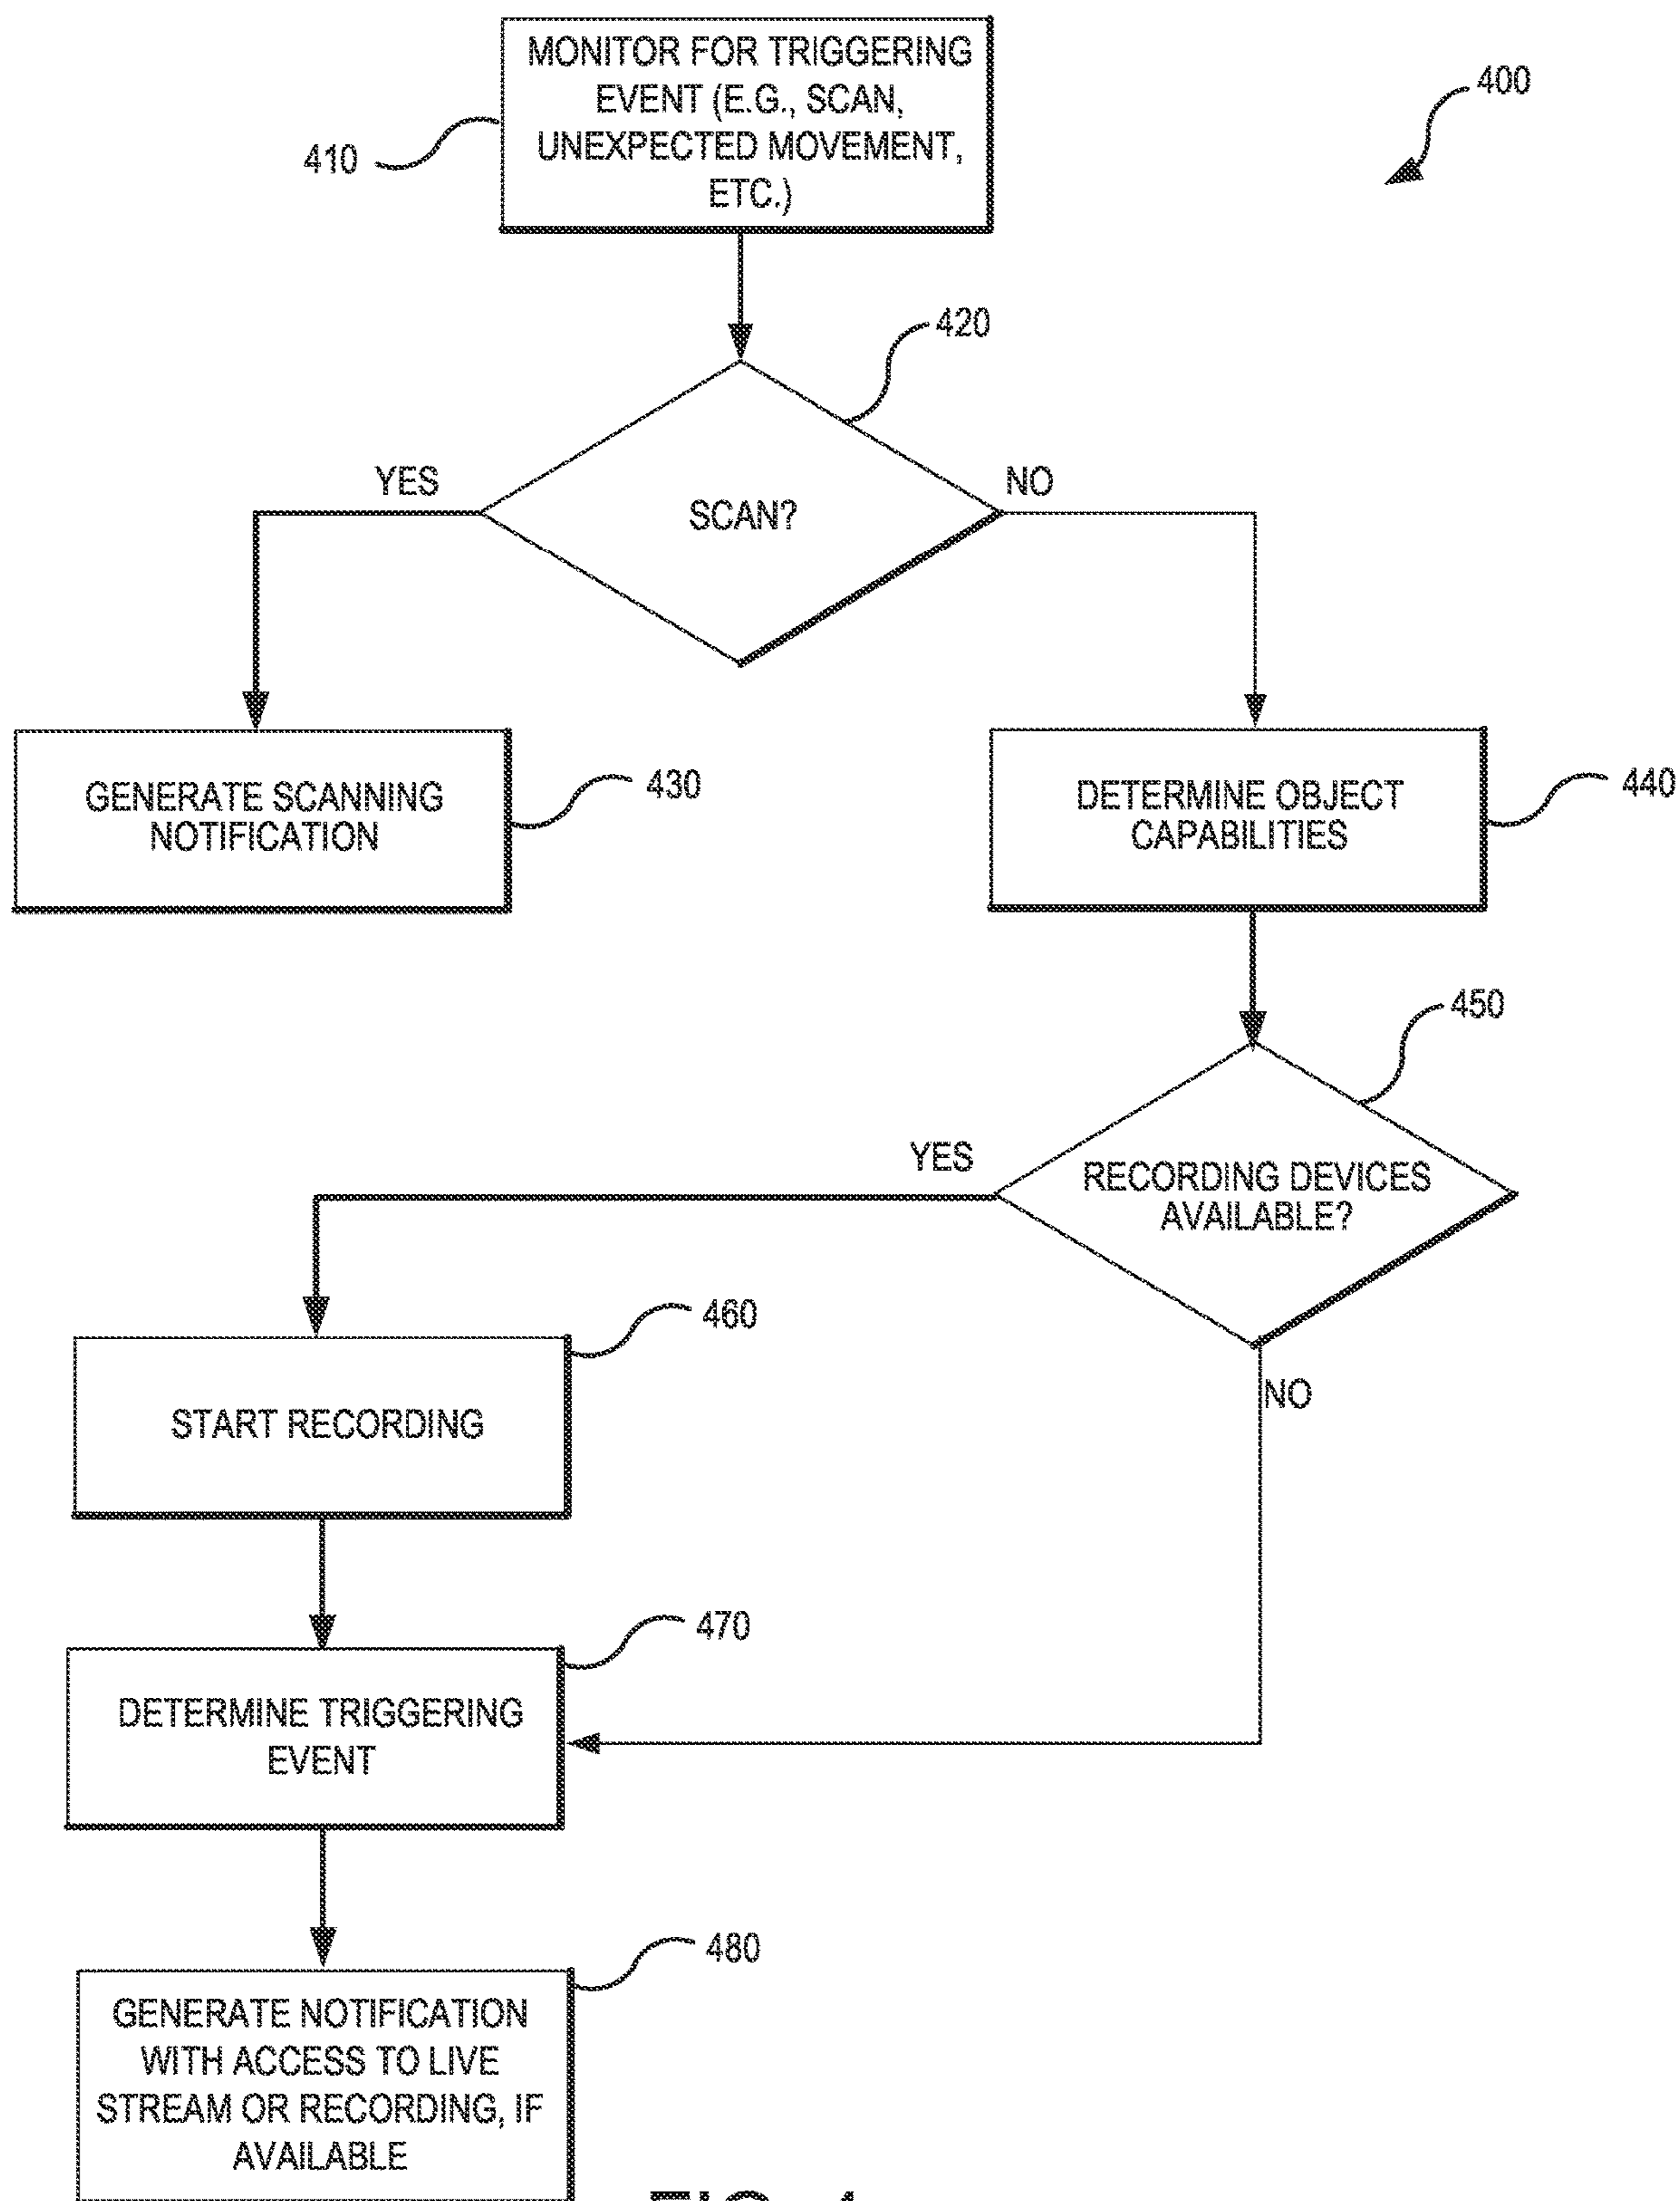 MONITOR FOR TRIGGERING
EVENT (E.G., SCAN,
UNEXPECTED MOVEMENT,
ETC.)
400
410
420
YES
NO
SCAN?
GENERATE SCANNING
NOTIFICATION
430
DETERMINE OBJECT
CAPABILITIES
440
450
YES
RECORDING DEVICES
AVAILABLE?
460
NO
START RECORDING
470
DETERMINE TRIGGERING
EVENT
480
GENERATE NOTIFICATION
WITH ACCESS TO LIVE
STREAM OR RECORDING, IF
AVAILABLE